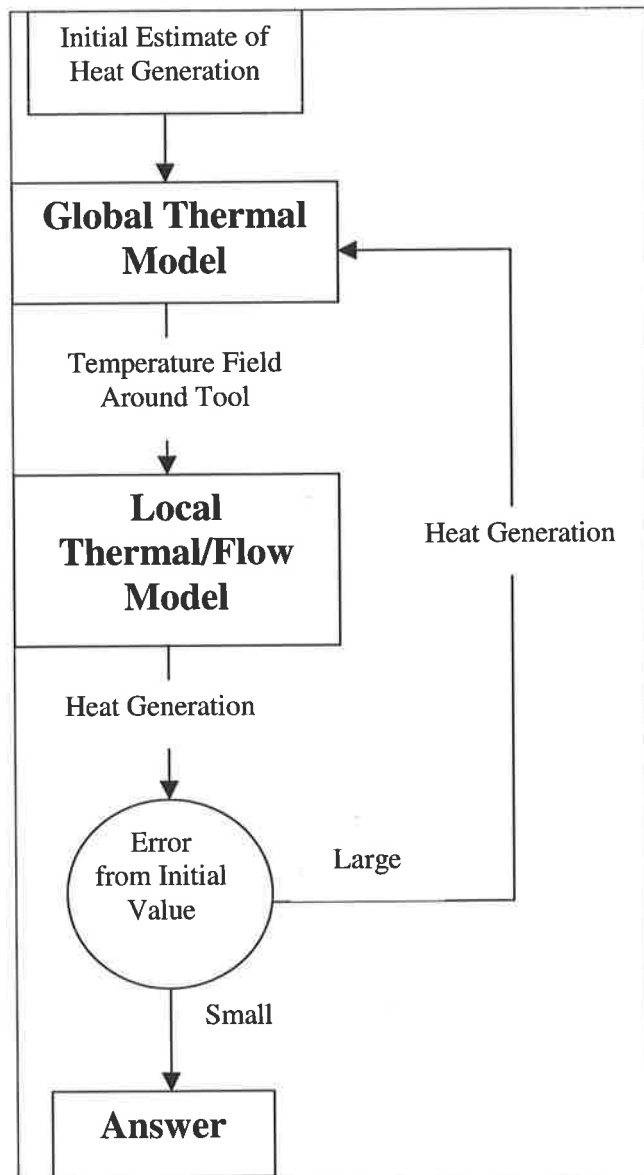 Initial Estimate of
Heat Generation
Global Thermal
Model
Temperature Field
Around Tool
Local
Thermal/Flow
Model
Heat Generation
Heat Generation
Error
from Initial
Value
Large
Small
Answer